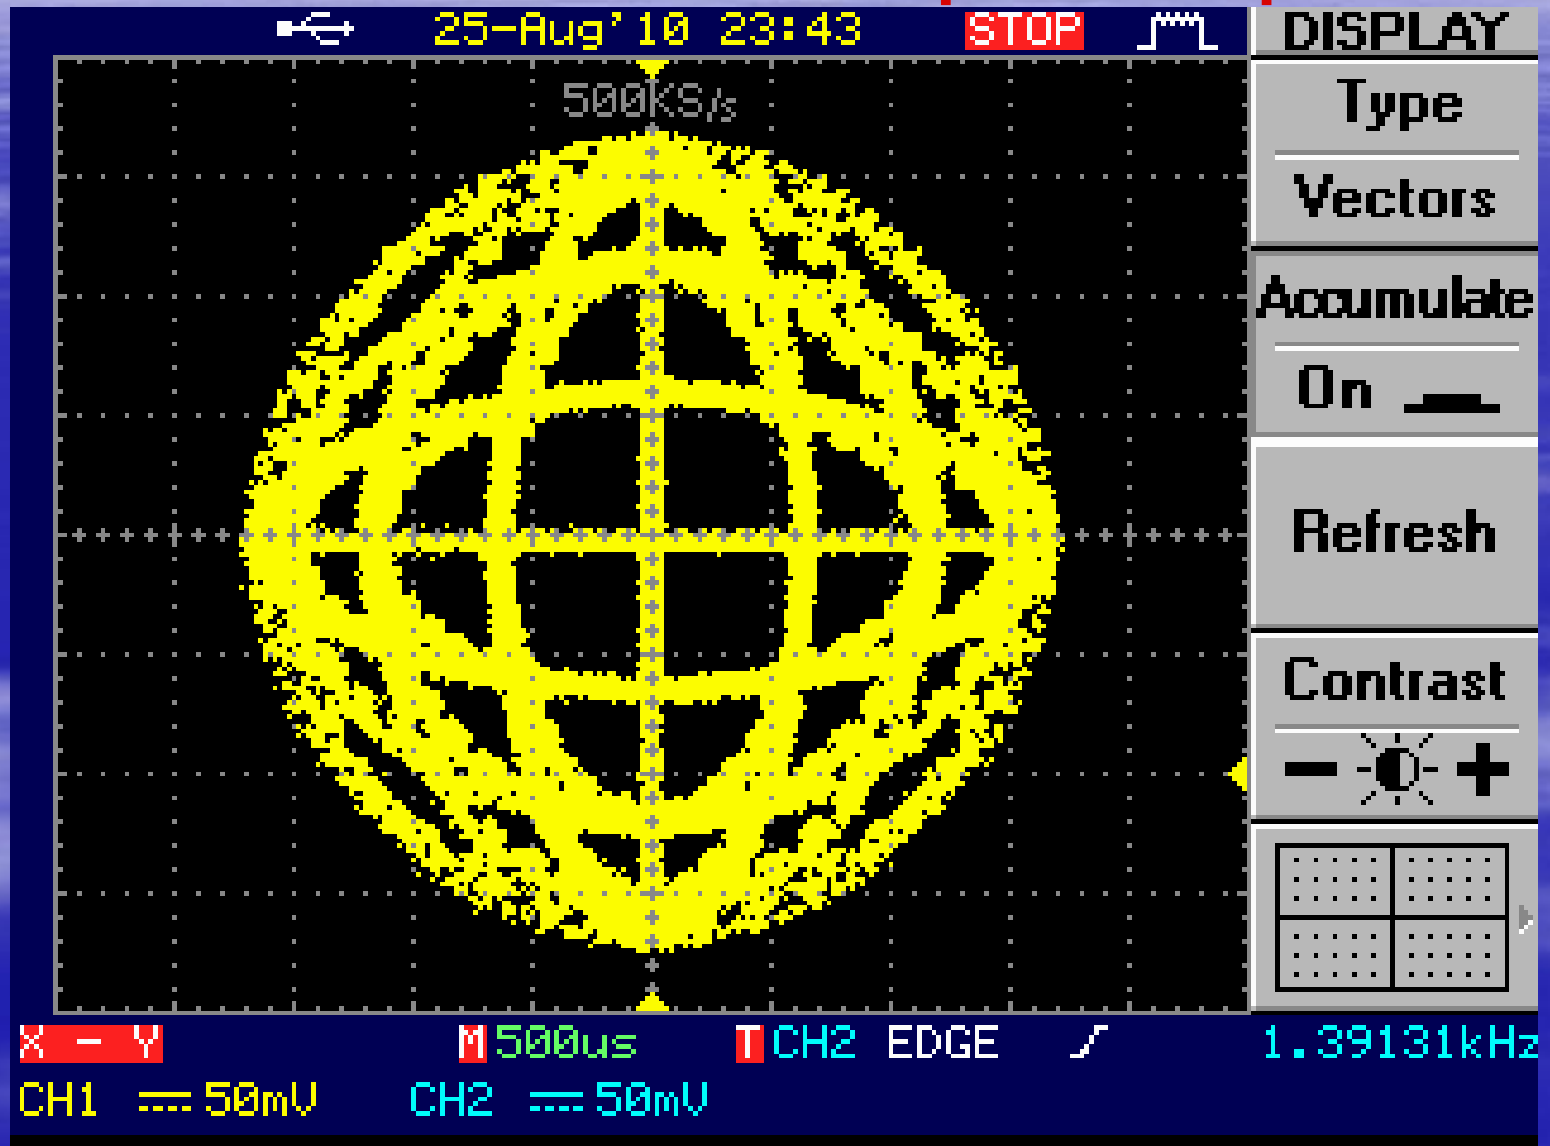 25-Aug'10 23:43 STOP DISPLAY
500KS/s
Type
Vectors
Accumulate
On
Refresh
Contrast
X - Y M 500us T CH2 EDGE 1.39131kHz
CH1 50mV CH2 50mV